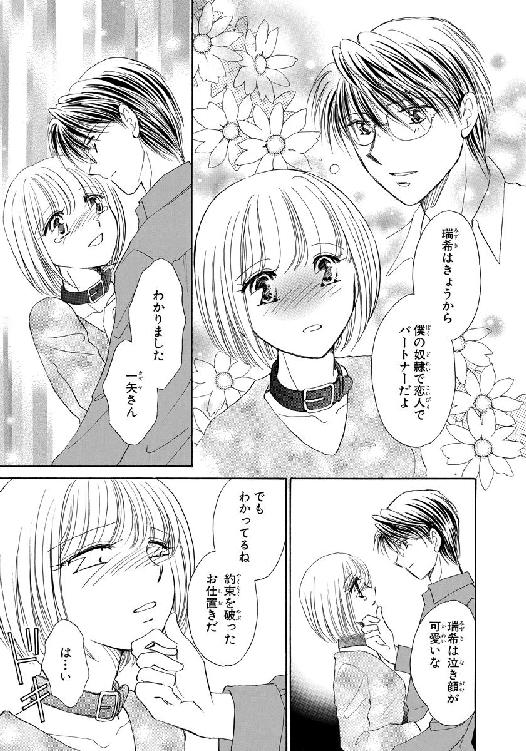 瑞希はきょうから
僕の奴隷で恋人で
パートナーだよ
わかりました
一矢さん
瑞希は泣き顔が
可愛いな
でも
わかってるね
約束を破った
お仕置きだ
は…い
ドキッ